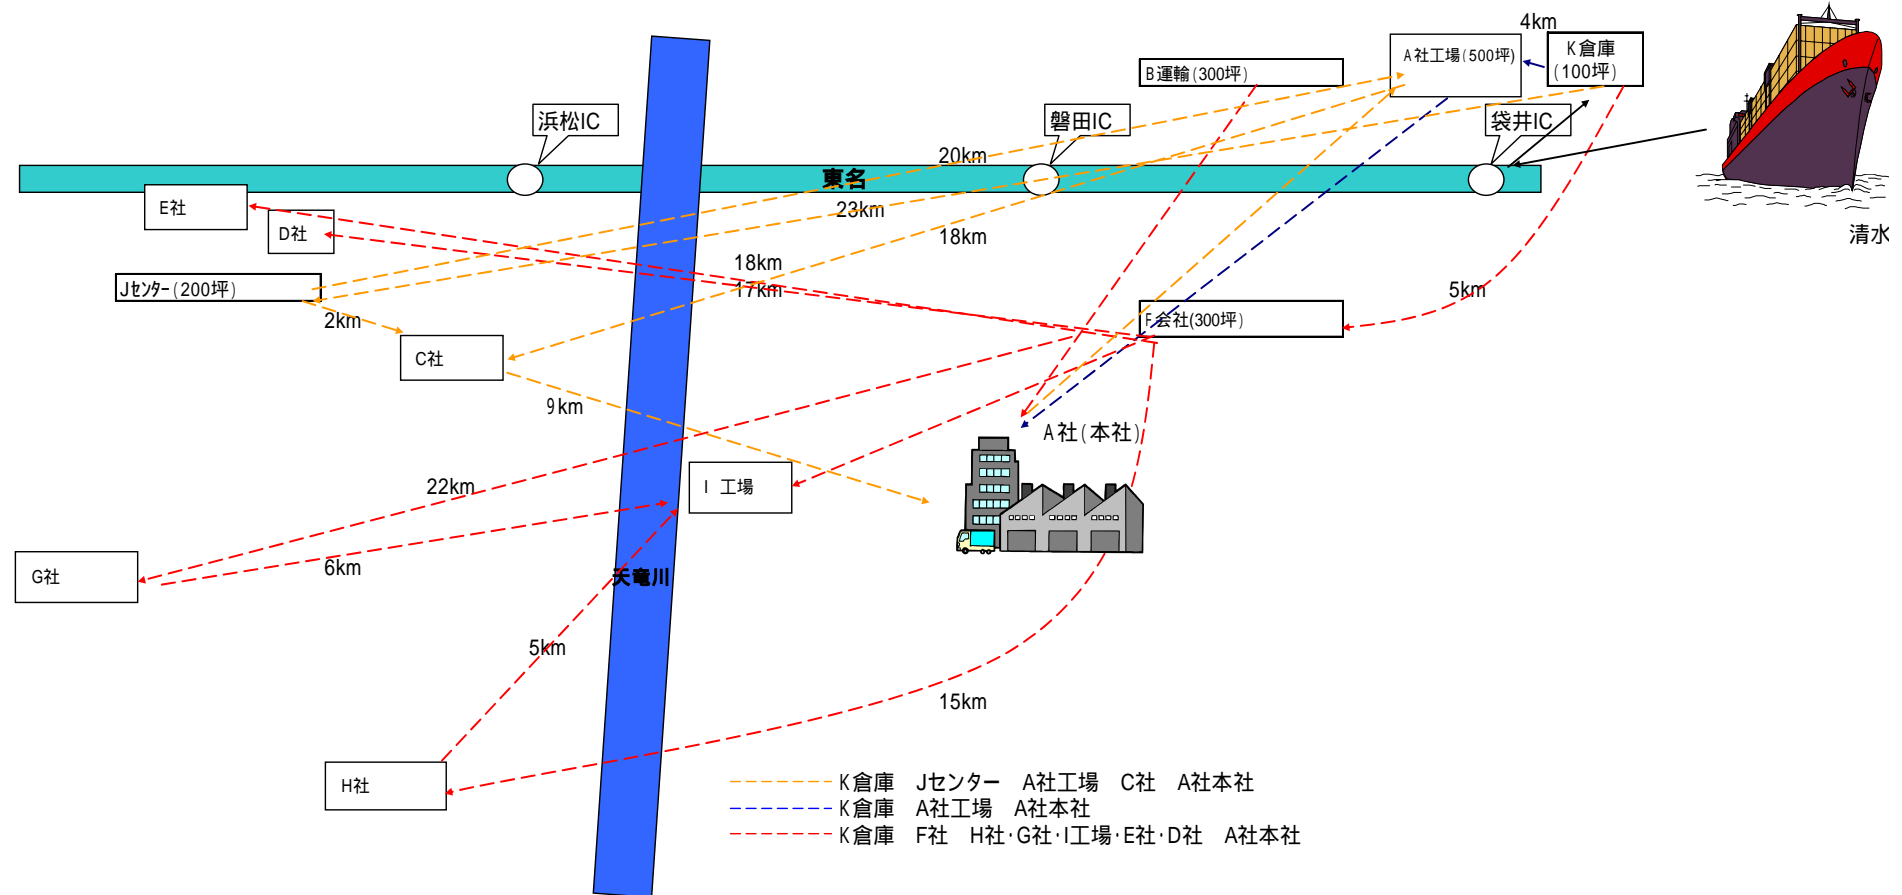 4km
A社工場(500坪)
K倉庫
(100坪)
B運輸(300坪)
浜松IC
磐田IC
袋井IC
20km
東名
E社
23km
D社
18km
清水
18km
Jセンター(200坪)
17km
5km
2km
F会社(300坪)
C社
9km
A社(本社)
22km
I 工場
G社
6km
天竜川
5km
15km
H社
K倉庫 Jセンター A社工場 C社 A社本社
K倉庫 A社工場 A社本社
K倉庫 F社 H社・G社・I工場・E社・D社 A社本社